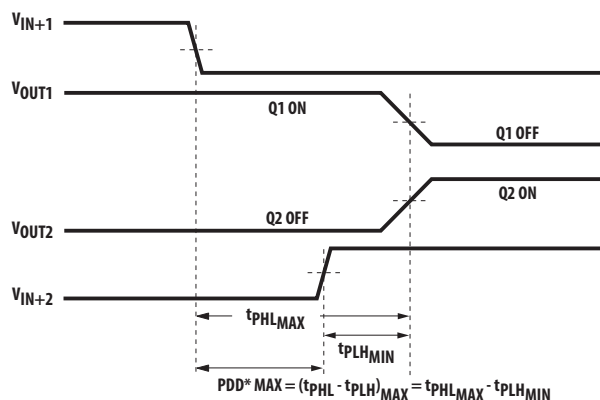 VIN+1
VOUT1
Q1 ON
Q1 OFF
Q2 ON
Q2 OFF
VOUT2
VIN+2
tPHLMAX
tPLHMIN
PDD* MAX = (tPHL - tPLH)MAX = tPHLMAX - tPLHMIN